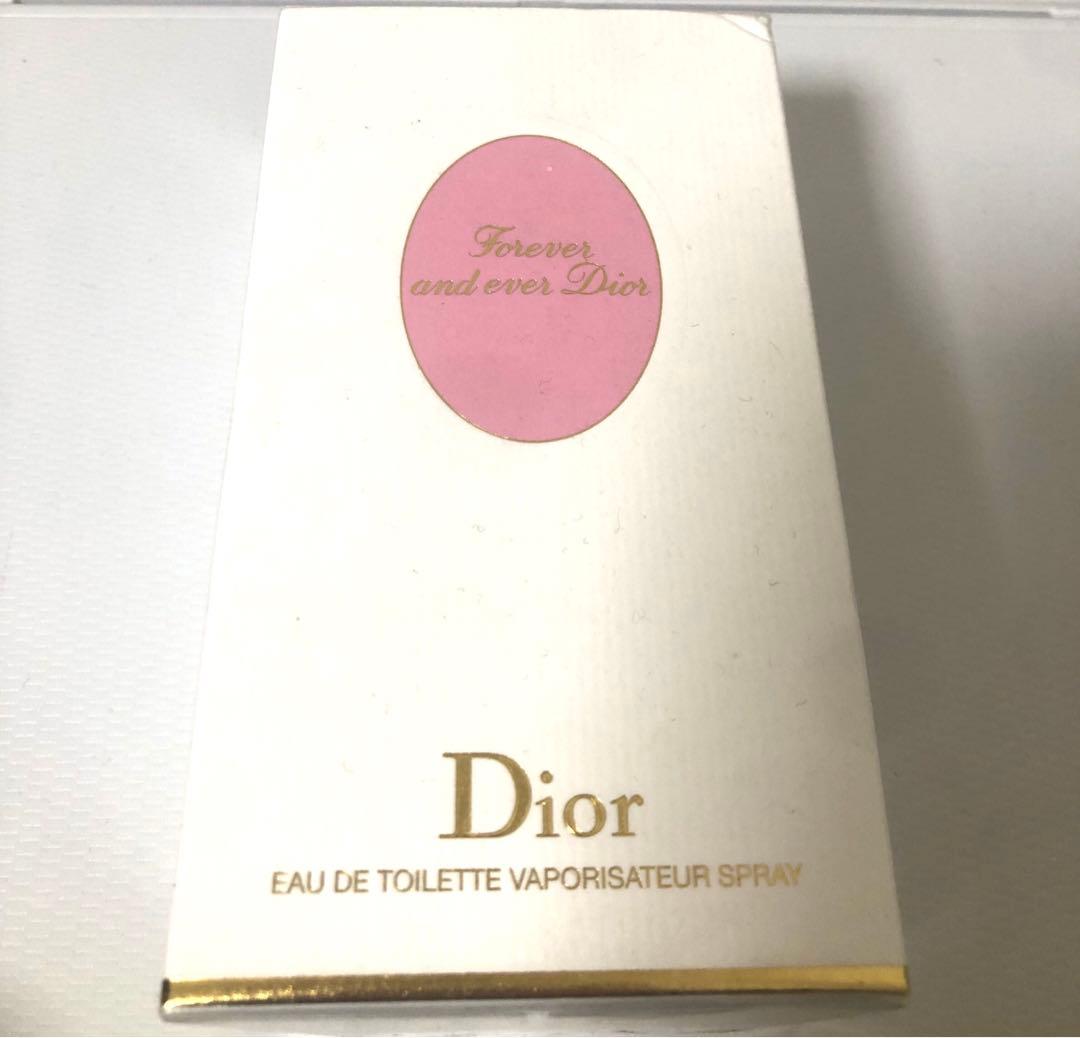 Forever
and ever Dior
Dior
EAU DE TOILETTE VAPORISATEUR SPRAY